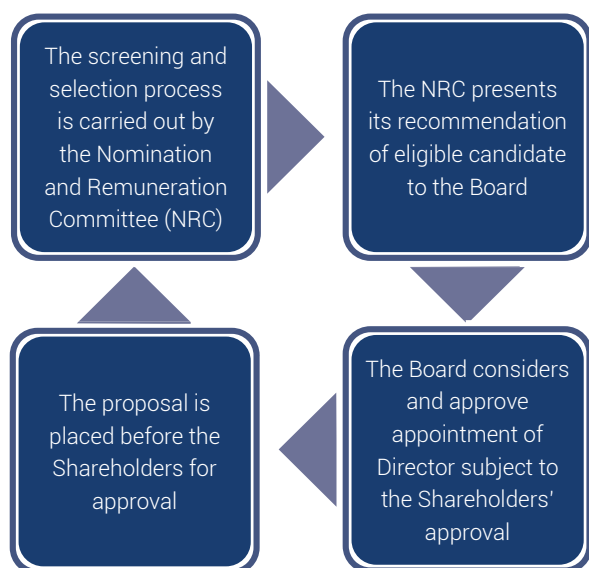 The screening and
selection process
is carried out by
the Nomination
and Remuneration
Committee (NRC)
The NRC presents
its recommendation
of eligible candidate
to the Board
The Board considers
and approve
appointment of
Director subject to
the Shareholders'
approval
The proposal is
placed before the
Shareholders for
approval